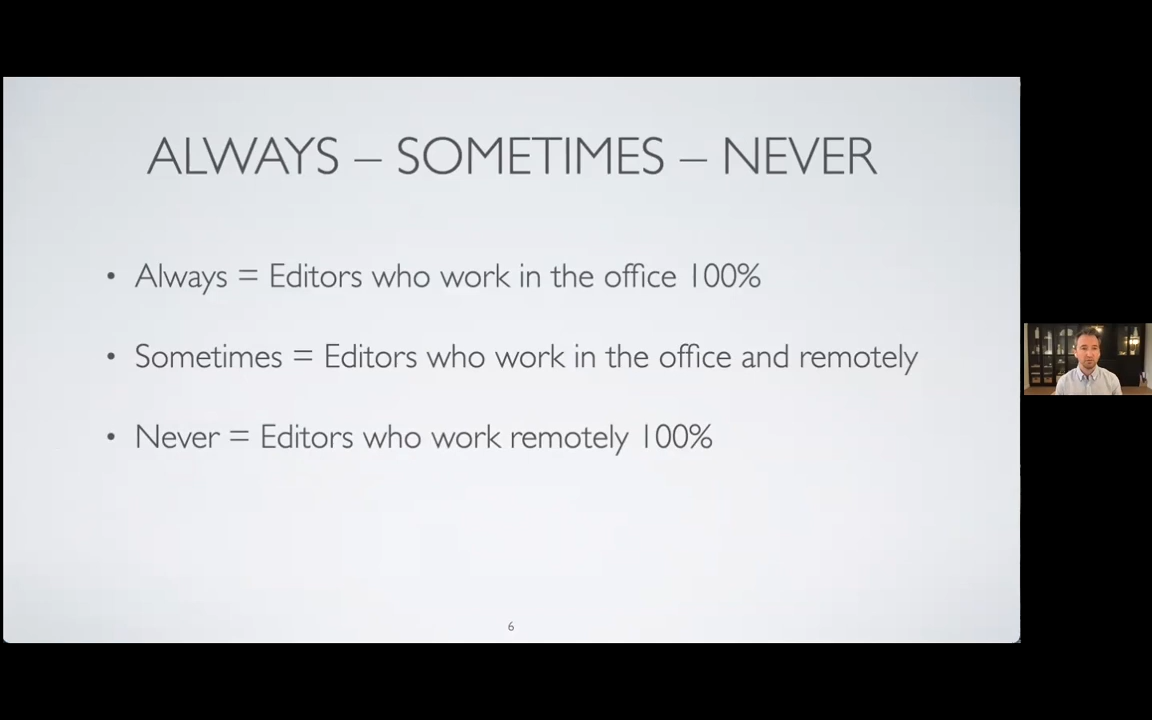 ALWAYS – SOMETIMES – NEVER
• Always = Editors who work in the office 100%
• Sometimes = Editors who work in the office and remotely
• Never = Editors who work remotely 100%
6